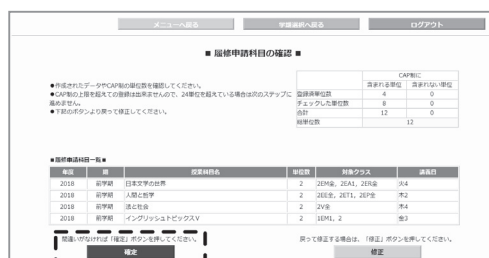 メニューへ戻る 学類選択へ戻る ログアウト
■ 履修申請科目の確認 ■
●作成されたデータやCAP制の単位数を確認してください。
●CAP制の上限を超えての登録は出来ませんので、24単位を超えている場合は次のステップに
進めません。
●下記のボタンより戻って修正してください。
CAP制に
含まれる単位 含まれない単位
登録済単位数 4 0
チェックした単位数 8 0
合計 12 0
総単位数 12
■履修申請科目一覧■
年度 期 授業科目名 単位数 対象クラス 講義日
2018 前学期 日本文学の世界 2 2EM全, 2EA1, 2ER全 火4
2018 前学期 人間と哲学 2 2EE全, 2ET1, 2EP全 木2
2018 前学期 法と社会 2 2V全 木4
2018 前学期 イングリッシュトピックスⅤ 2 1EM1, 2 金3
間違いがなければ「確定」ボタンを押してください。
戻って修正する場合は、「修正」ボタンを押してください。
確定 修正